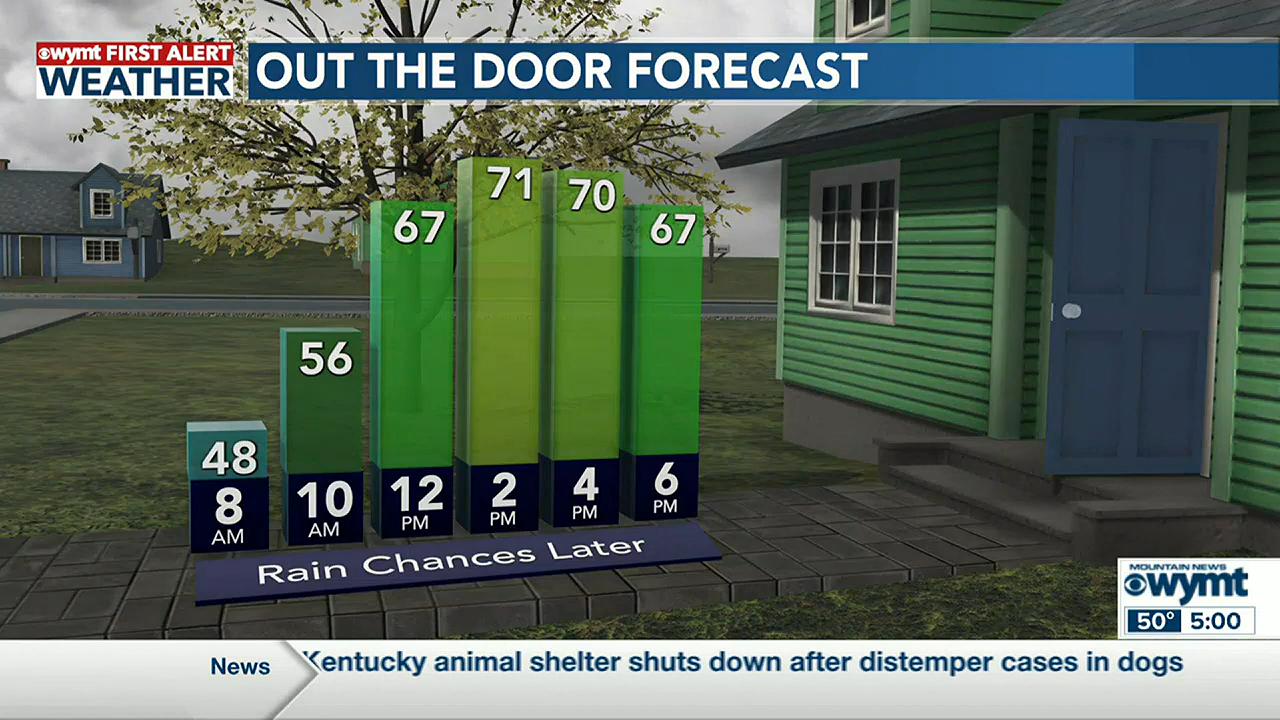 wymt FIRST ALERT
WEATHER
OUT THE DOOR FORECAST
48
56
67
71
70
67
8
AM
10
AM
12
PM
2
PM
4
PM
6
PM
Rain Chances Later
MOUNTAIN NEWS
wymt
50° 5:00
News
Kentucky animal shelter shuts down after distemper cases in dogs